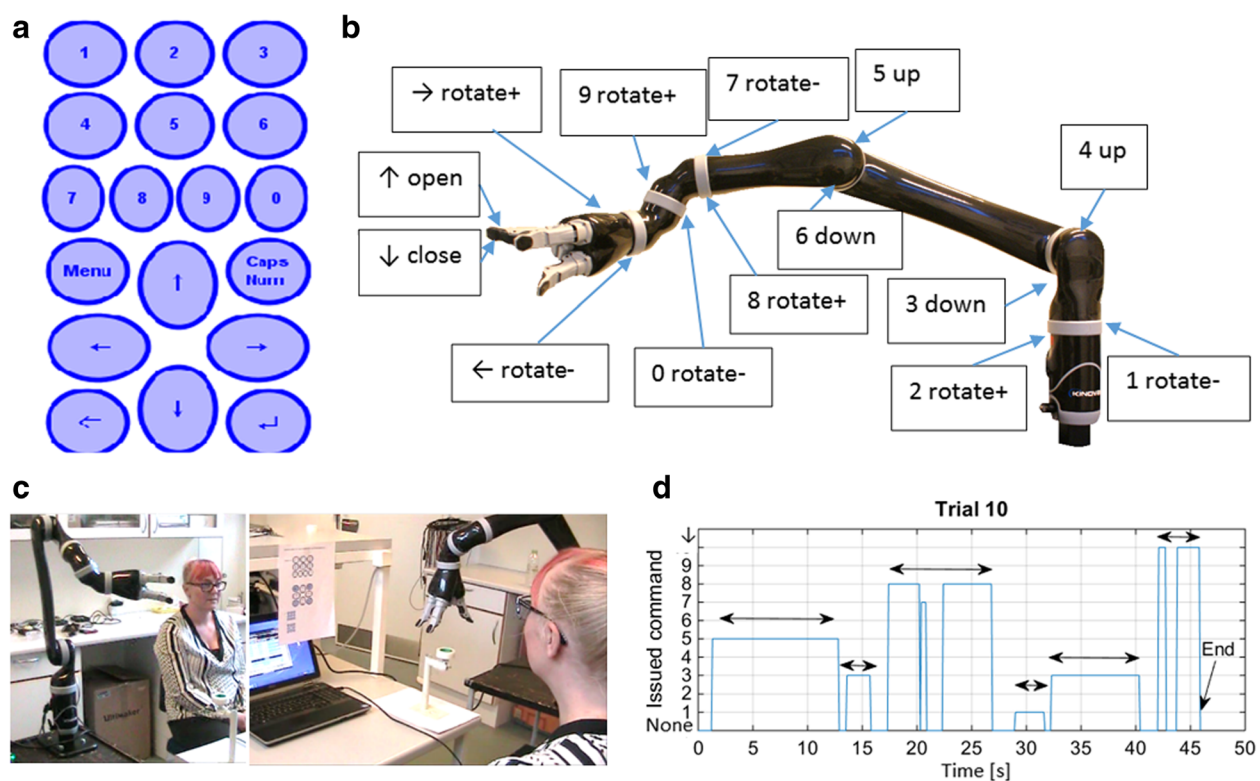 a
1 2 3
4 5 6
7 8 9 0
Menu ↑ Caps
Num
← →
← ↓ ↵
b
→ rotate+
9 rotate+
7 rotate-
5 up
4 up
↑ open
↓ close
6 down
8 rotate+
3 down
← rotate-
0 rotate-
2 rotate+
1 rotate-
KINOVA
c
Ultimaker
d
Trial 10
Issued command
↓
9
8
7
6
5
4
3
2
1
None
End
0 5 10 15 20 25 30 35 40 45 50
Time [s]